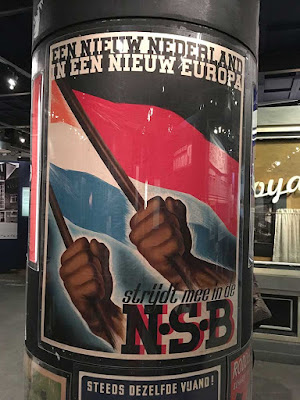 EEN NIEUW NEDERLAND
IN EEN NIEUW EUROPA
strijdt mee in de
N·S·B
STEEDS DEZELFDE VIJAND!